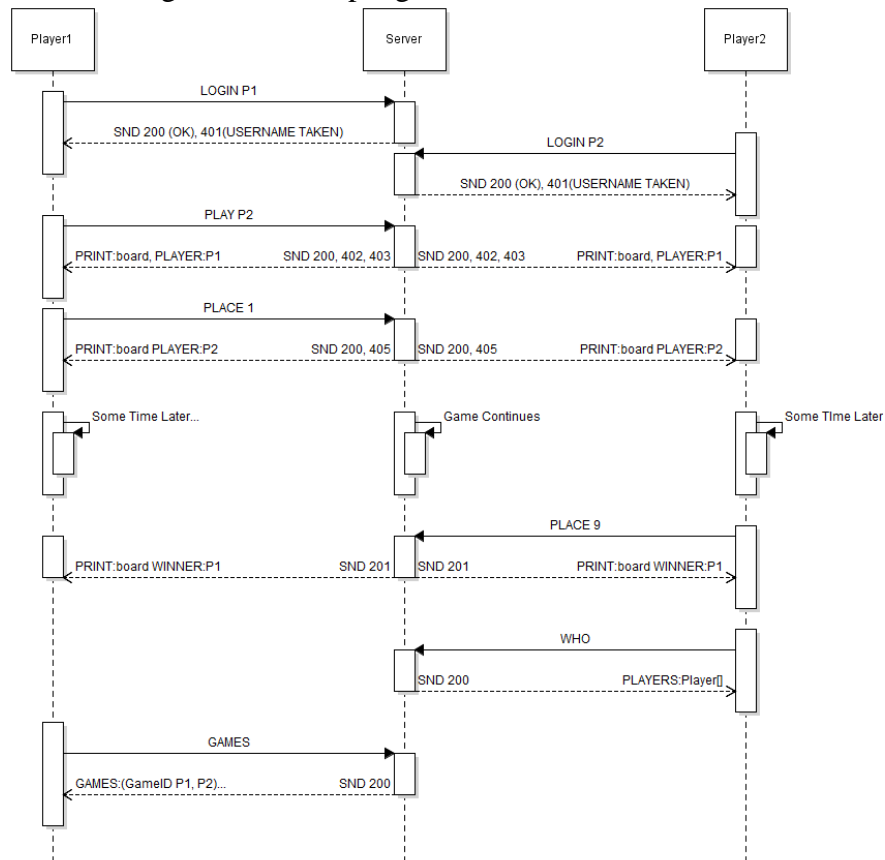 Player1
Server
Player2
LOGIN P1
SND 200 (OK), 401(USERNAME TAKEN)
LOGIN P2
SND 200 (OK), 401(USERNAME TAKEN)
PLAY P2
PRINT:board, PLAYER:P1 SND 200, 402, 403 SND 200, 402, 403 PRINT:board, PLAYER:P1
PLACE 1
PRINT:board PLAYER:P2 SND 200, 405 SND 200, 405 PRINT:board PLAYER:P2
Some Time Later... Game Continues Some TIme Later
PLACE 9
PRINT:board WINNER:P1 SND 201 SND 201 PRINT:board WINNER:P1
WHO
SND 200 PLAYERS:Player[]
GAMES
GAMES:(GameID P1, P2)... SND 200